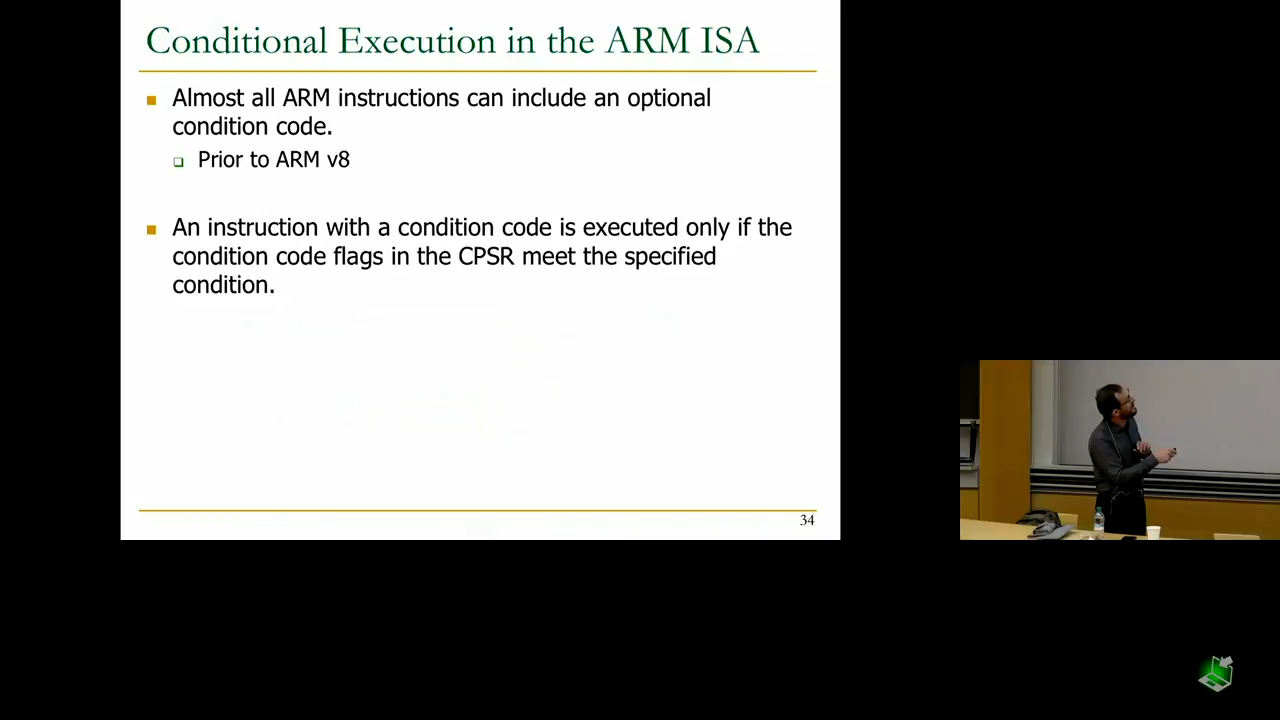 Conditional Execution in the ARM ISA
Almost all ARM instructions can include an optional
condition code.
Prior to ARM v8
An instruction with a condition code is executed only if the
condition code flags in the CPSR meet the specified
condition.
34